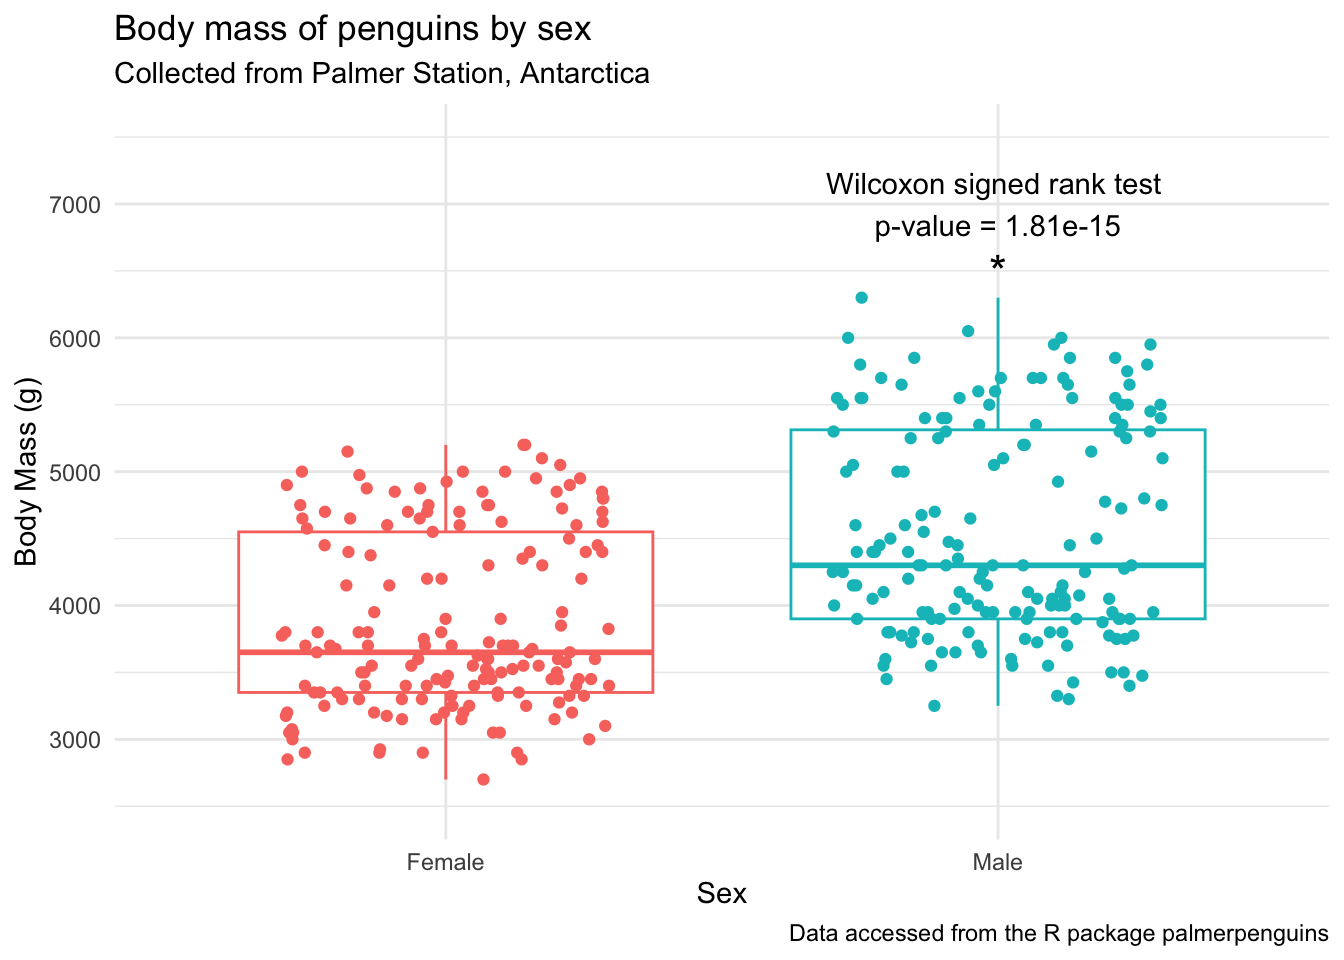 Body mass of penguins by sex
Collected from Palmer Station, Antarctica
Wilcoxon signed rank test
p-value = 1.81e-15
*
7000
6000
5000
4000
3000
Body Mass (g)
Female
Male
Sex
Data accessed from the R package palmerpenguins